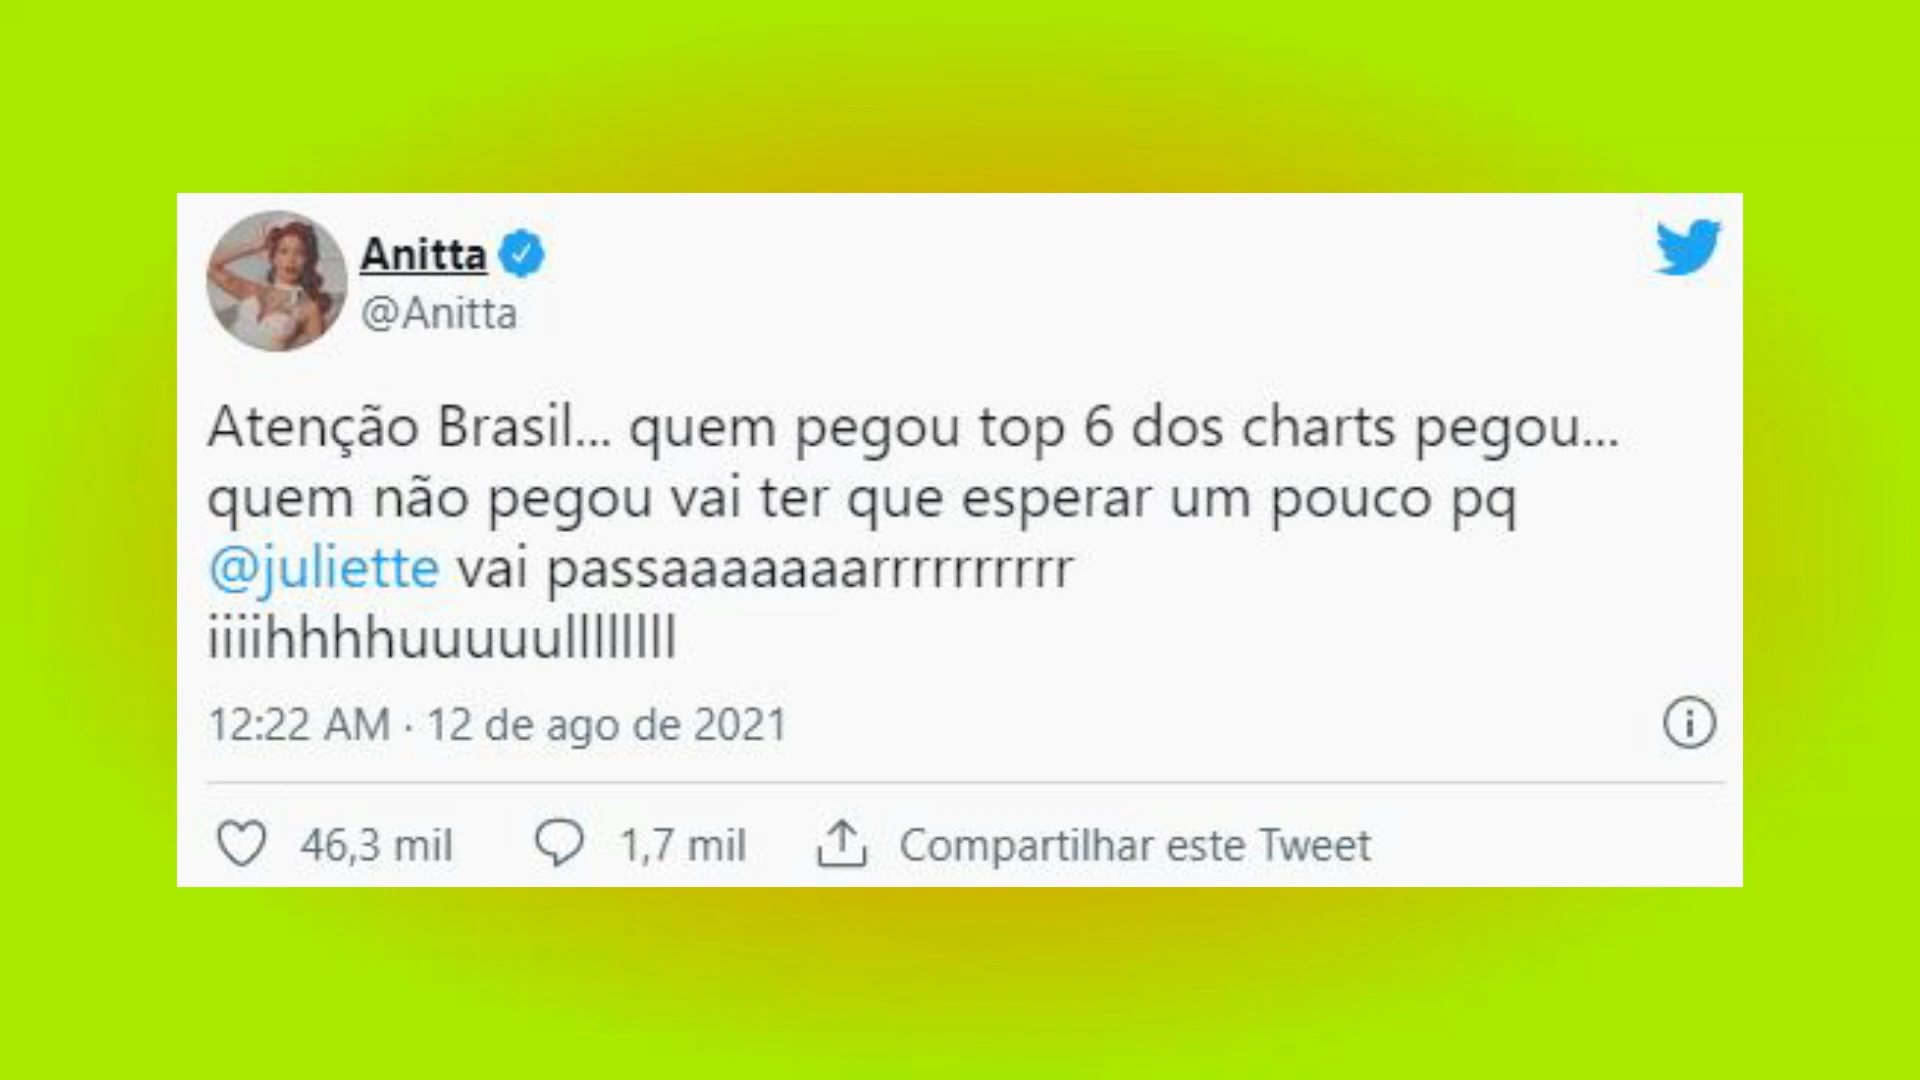 Anitta
@Anitta
Atenção Brasil... quem pegou top 6 dos charts pegou...
quem não pegou vai ter que esperar um pouco pq
@juliette vai passaaaaaaaarrrrrrrrrr
iiiihhhhuuuuullllllll
12:22 AM · 12 de ago de 2021
46,3 mil 1,7 mil Compartilhar este Tweet